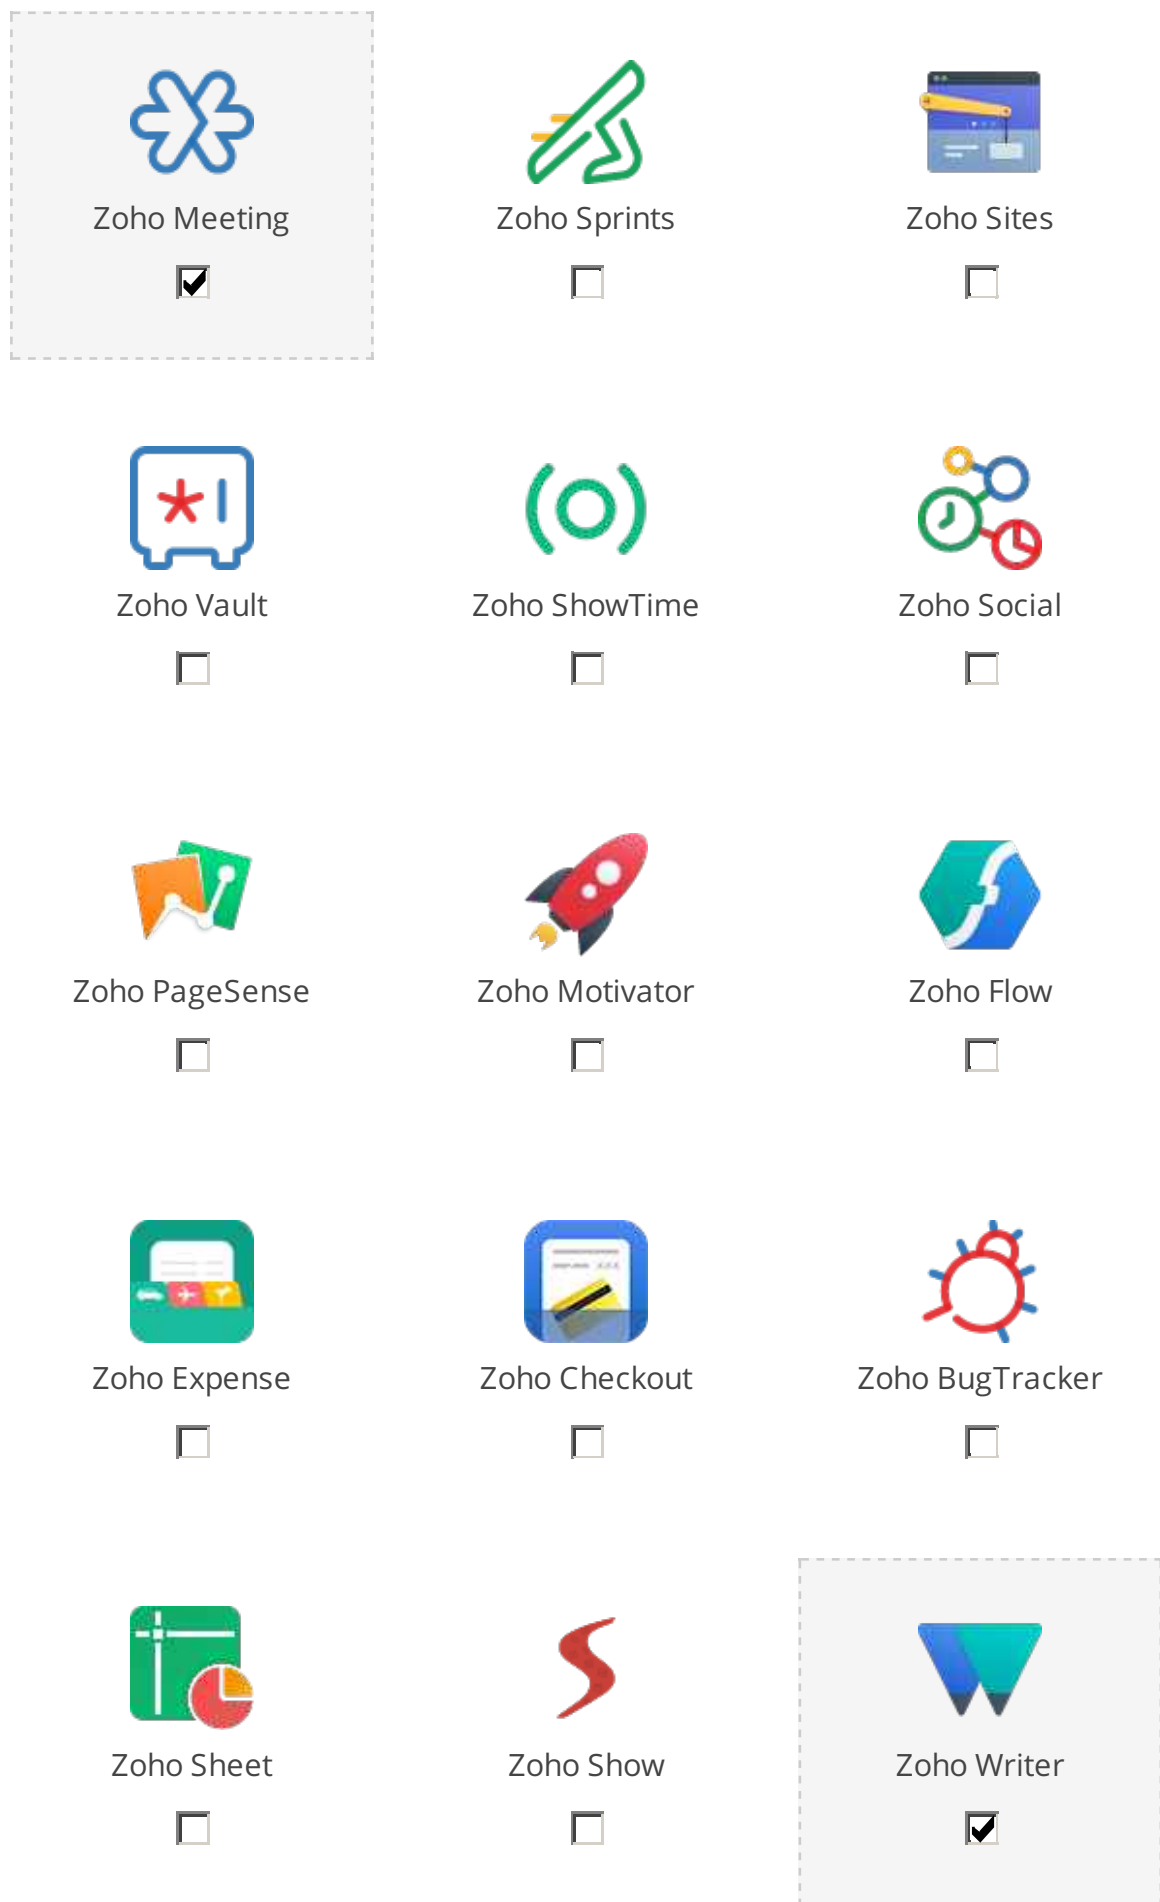 Zoho Meeting
Zoho Sprints
Zoho Sites
Zoho Vault
Zoho ShowTime
Zoho Social
Zoho PageSense
Zoho Motivator
Zoho Flow
Zoho Expense
Zoho Checkout
Zoho BugTracker
Zoho Sheet
Zoho Show
Zoho Writer